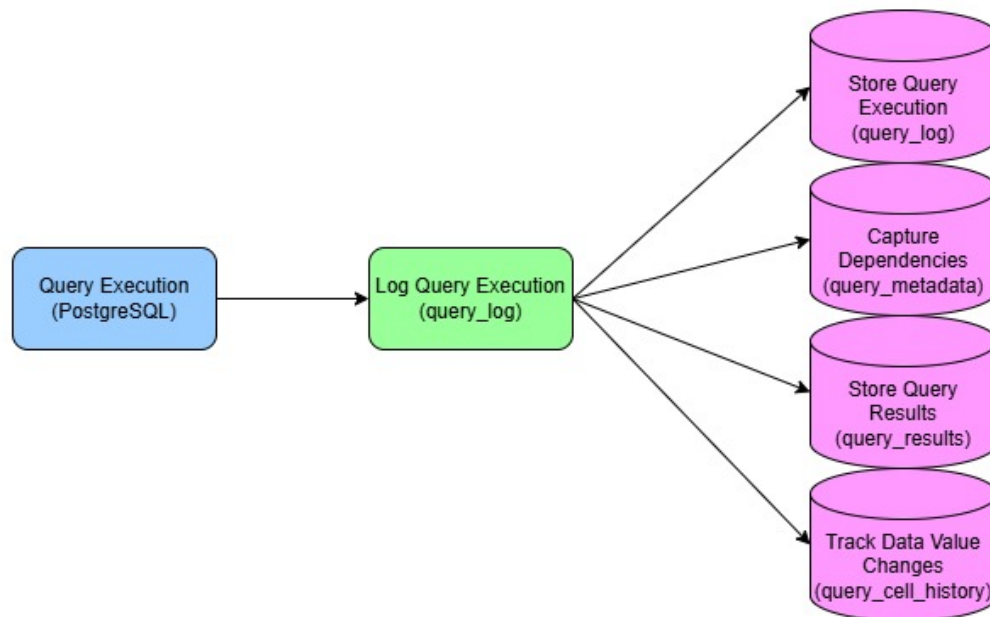 Query Execution
(PostgreSQL)
Log Query Execution
(query_log)
Store Query
Execution
(query_log)
Capture
Dependencies
(query_metadata)
Store Query
Results
(query_results)
Track Data Value
Changes
(query_cell_history)